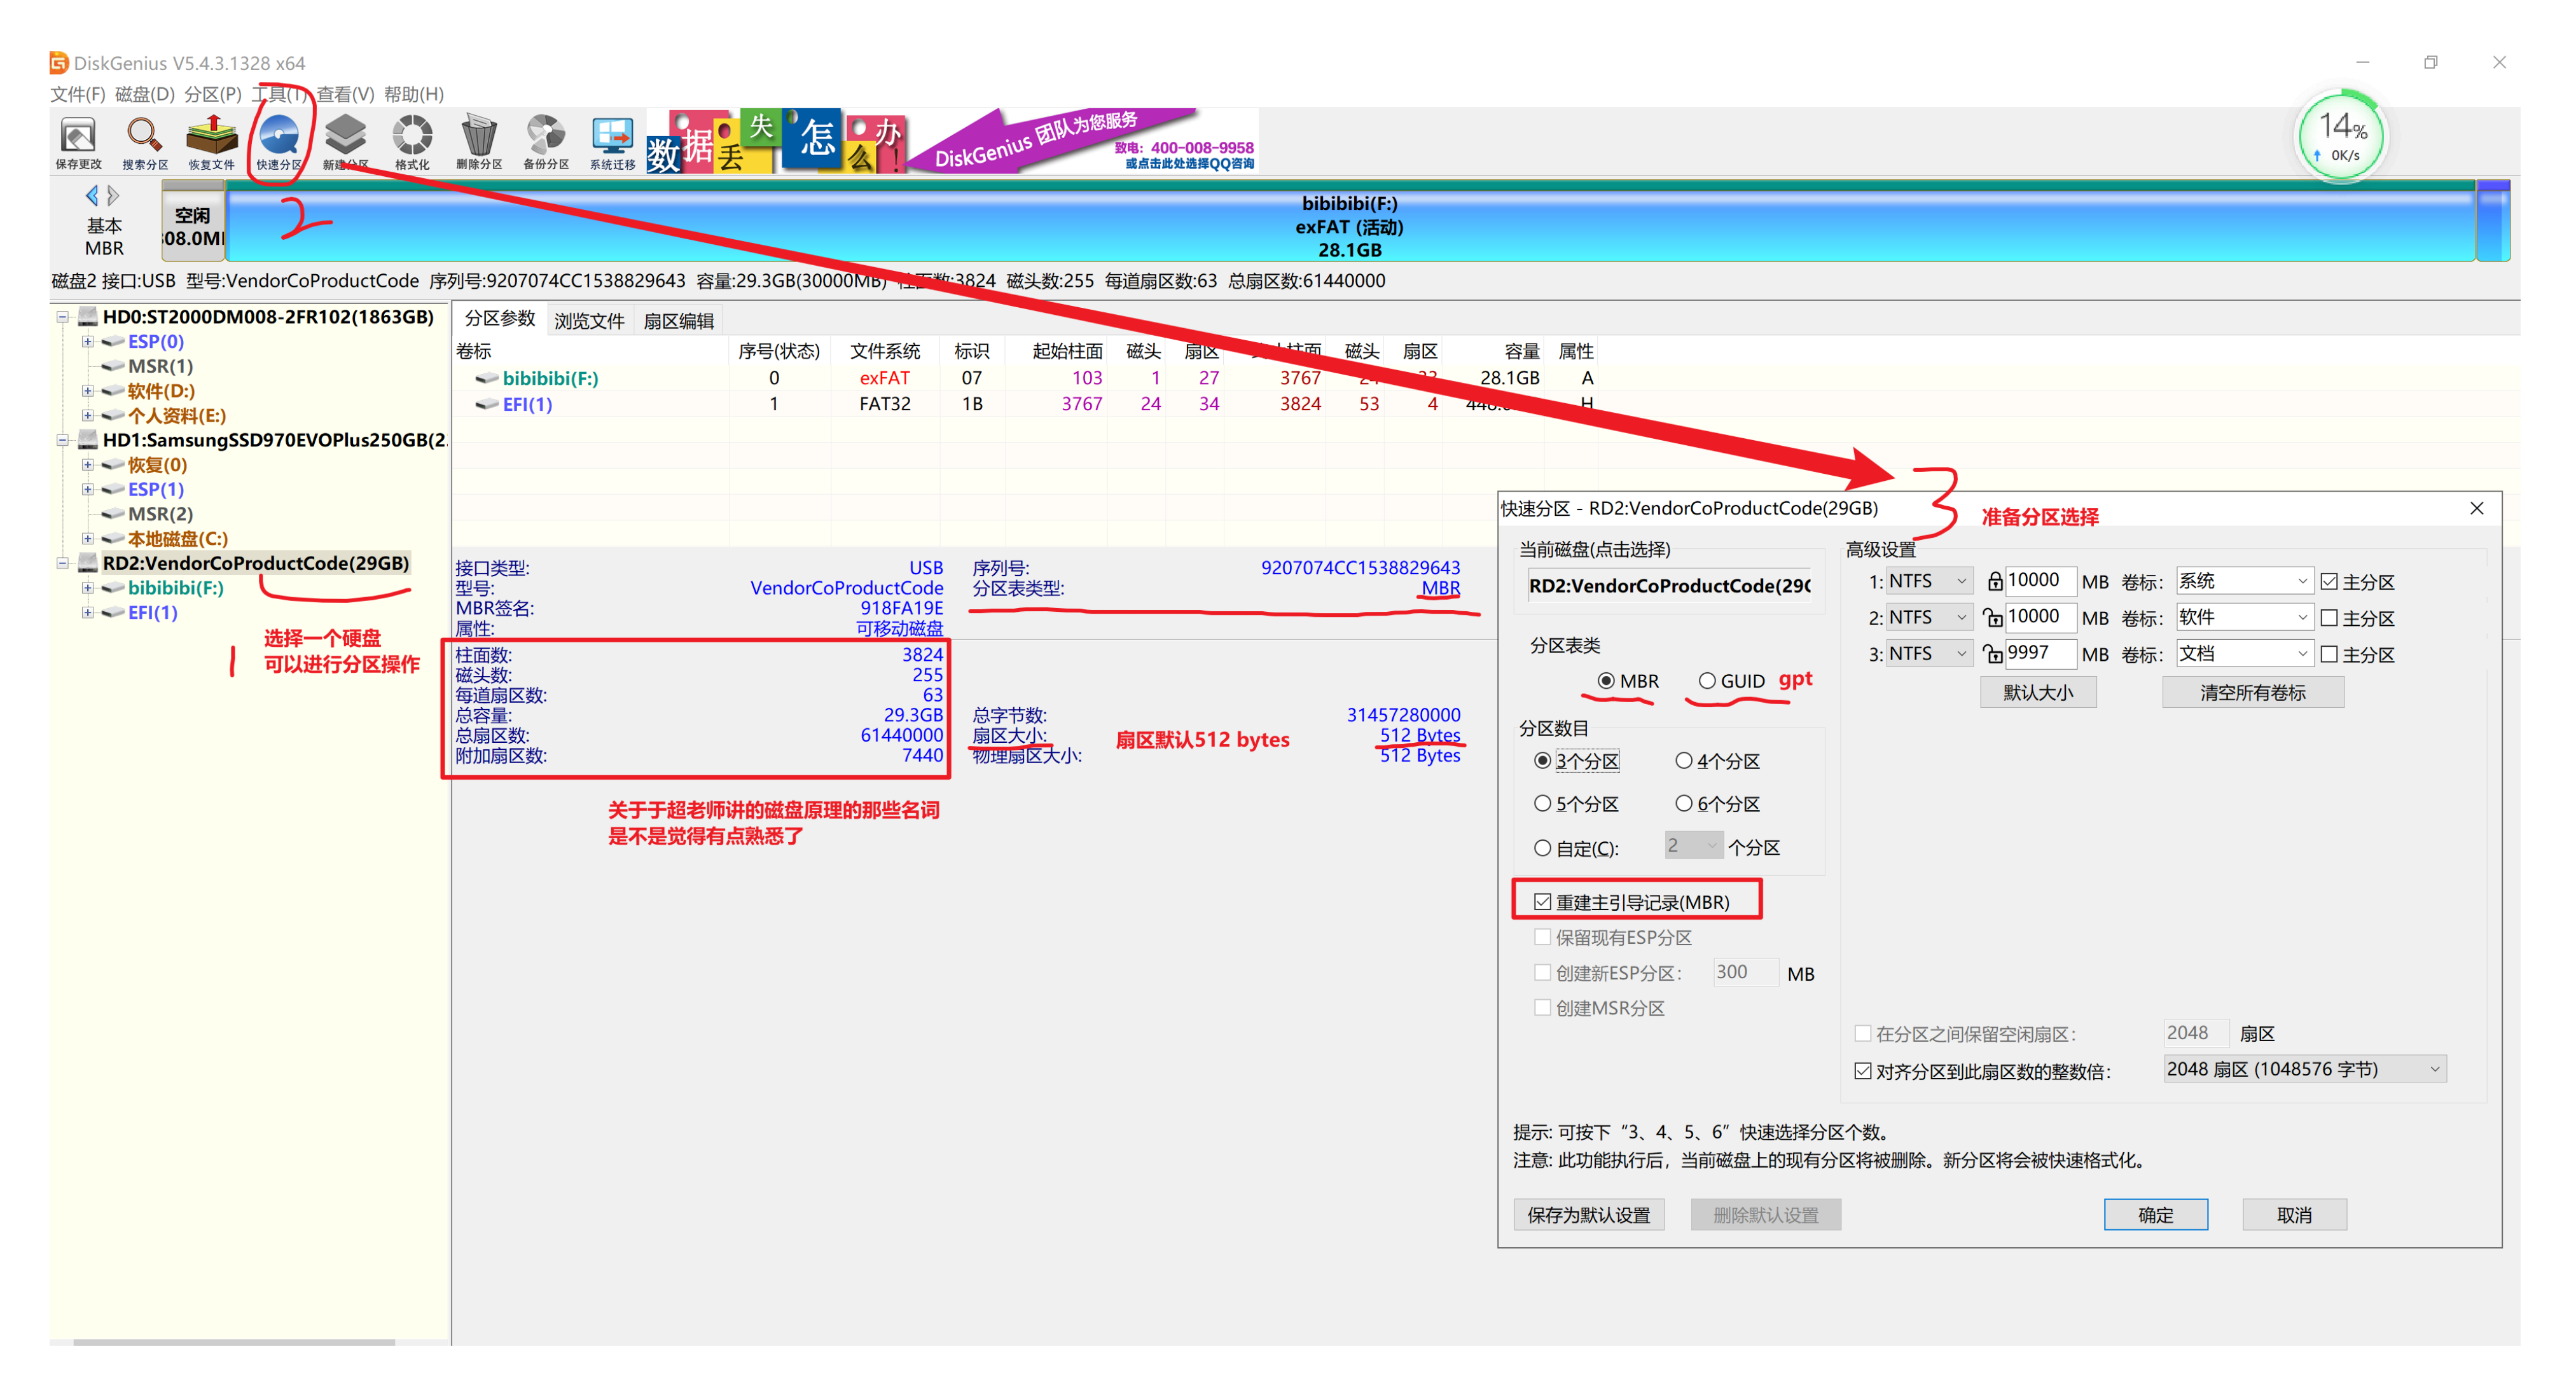 DiskGenius V5.4.3.1328 x64
文件(F) 磁盘(D) 分区(P) 工具(T) 查看(V) 帮助(H)
保存更改 搜索分区 恢复文件 快速分区 新建分区 格式化 删除分区 备份分区 系统迁移
数据丢失怎么办!
DiskGenius 团队为您服务
致电: 400-008-9958
或点击此处选择QQ咨询
14%
0K/s
基本
MBR
空闲
2
bibibibi(F:)
exFAT (活动)
28.1GB
磁盘2 接口:USB 型号:VendorCoProductCode 序列号:9207074CC1538829643 容量:29.3GB(30000MB) 磁头数:255 每道扇区数:63 总扇区数:61440000
HD0:ST2000DM008-2FR102(1863GB)
ESP(0)
MSR(1)
软件(D:)
个人资料(E:)
HD1:SamsungSSD970EVOPlus250GB(2
恢复(0)
ESP(1)
MSR(2)
本地磁盘(C:)
RD2:VendorCoProductCode(29GB)
bibibibi(F:)
EFI(1)
1
选择一个硬盘
可以进行分区操作
分区参数 浏览文件 扇区编辑
卷标 序号(状态) 文件系统 标识 起始柱面 磁头 扇区 磁头 扇区 容量 属性
bibibibi(F:) 0 exFAT 07 103 1 27 3767 28.1GB A
EFI(1) 1 FAT32 1B 3767 24 34 3824 53 4 H
接口类型: USB 序列号: 9207074CC1538829643
型号: VendorCoProductCode 分区表类型: MBR
MBR签名: 918FA19E
属性: 可移动磁盘
柱面数: 3824
磁头数: 255
每道扇区数: 63
总容量: 29.3GB 总字节数: 31457280000
总扇区数: 61440000 扇区大小: 512 Bytes
附加扇区数: 7440 物理扇区大小: 512 Bytes
扇区默认512 bytes
关于于超老师讲的磁盘原理的那些名词
是不是觉得有点熟悉了
3
准备分区选择
快速分区 - RD2:VendorCoProductCode(29GB)
当前磁盘(点击选择)
RD2:VendorCoProductCode(29
分区表类
MBR GUID gpt
分区数目
3个分区 4个分区
5个分区 6个分区
自定(C): 2 个分区
重建主引导记录(MBR)
保留现有ESP分区
创建新ESP分区: 300 MB
创建MSR分区
高级设置
1: NTFS 10000 MB 卷标: 系统 主分区
2: NTFS 10000 MB 卷标: 软件 主分区
3: NTFS 9997 MB 卷标: 文档 主分区
默认大小 清空所有卷标
在分区之间保留空闲扇区: 2048 扇区
对齐分区到此扇区数的整数倍: 2048 扇区 (1048576 字节)
提示: 可按下“3、4、5、6”快速选择分区个数。
注意: 此功能执行后，当前磁盘上的现有分区将被删除。新分区将会被快速格式化。
保存为默认设置 删除默认设置 确定 取消